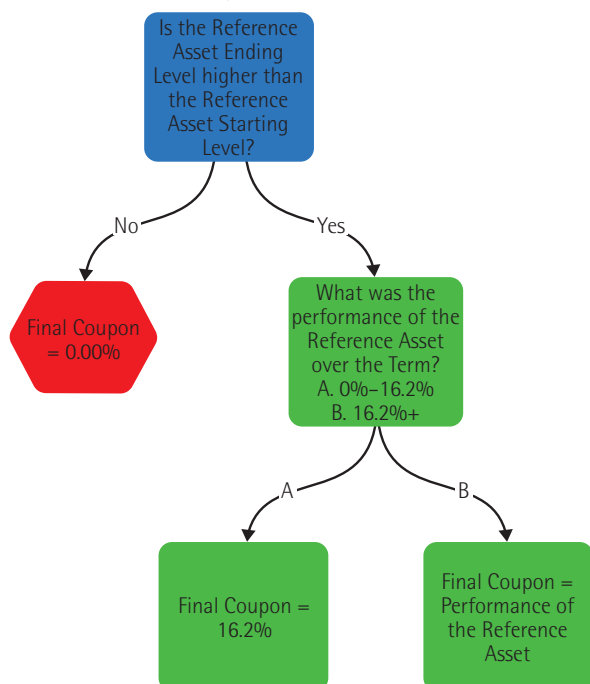 Is the Reference
Asset Ending
Level higher than
the Reference
Asset Starting
Level?
No
Yes
Final Coupon
= 0.00%
What was the
performance of the
Reference Asset
over the Term?
A. 0%-16.2%
B. 16.2%+
A
B
Final Coupon =
16.2%
Final Coupon =
Performance of
the Reference
Asset